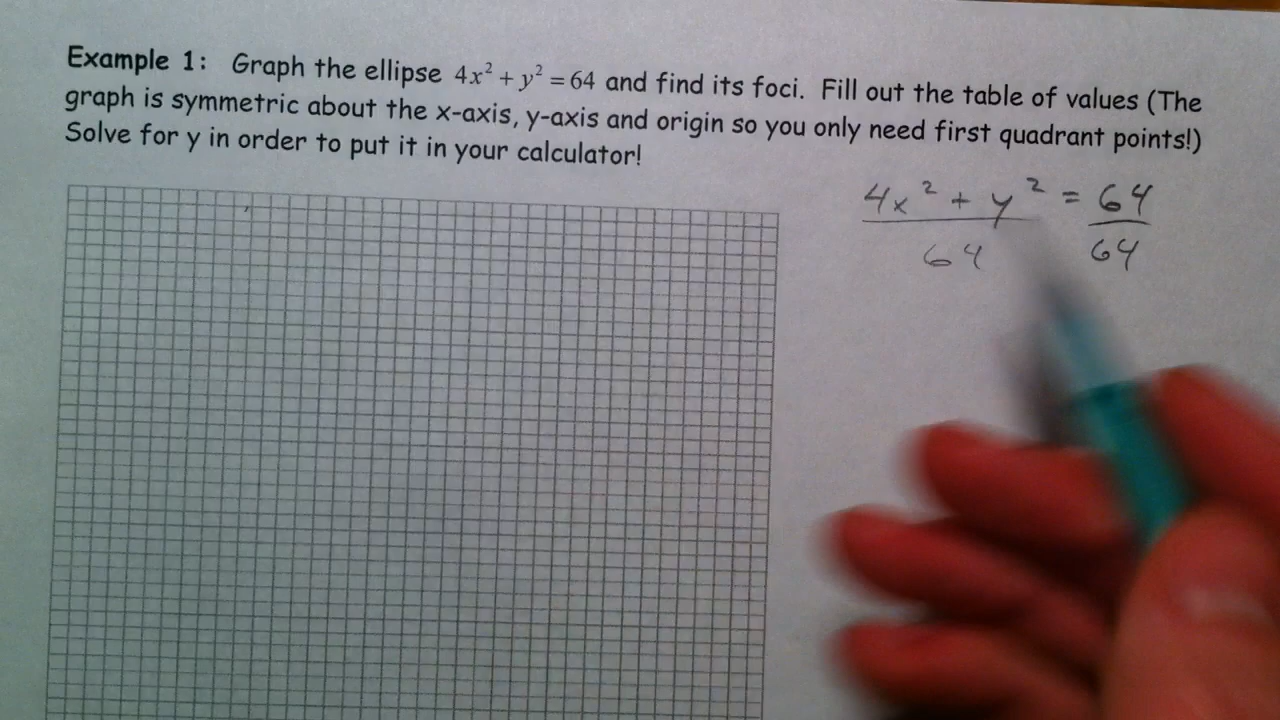 Example 1: Graph the ellipse 4x² + y² = 64 and find its foci. Fill out the table of values (The
graph is symmetric about the x-axis, y-axis and origin so you only need first quadrant points!)
Solve for y in order to put it in your calculator!
4x² + y² = 64
64 64